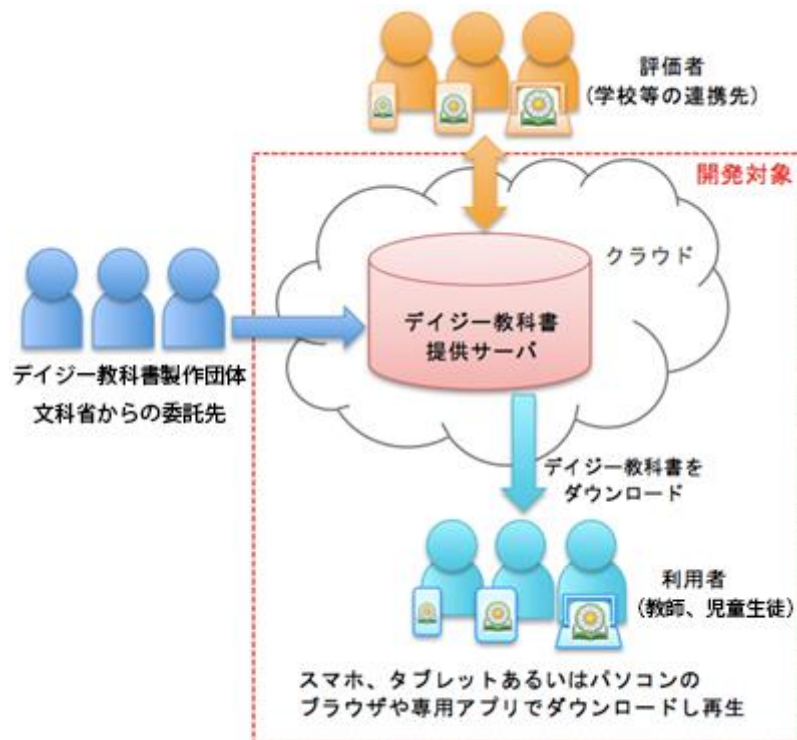 評価者
(学校等の連携先)
開発対象
クラウド
デイジー教科書
提供サーバ
デイジー教科書製作団体
文科省からの委託先
デイジー教科書を
ダウンロード
利用者
(教師、児童生徒)
スマホ、タブレットあるいはパソコンの
ブラウザや専用アプリでダウンロードし再生